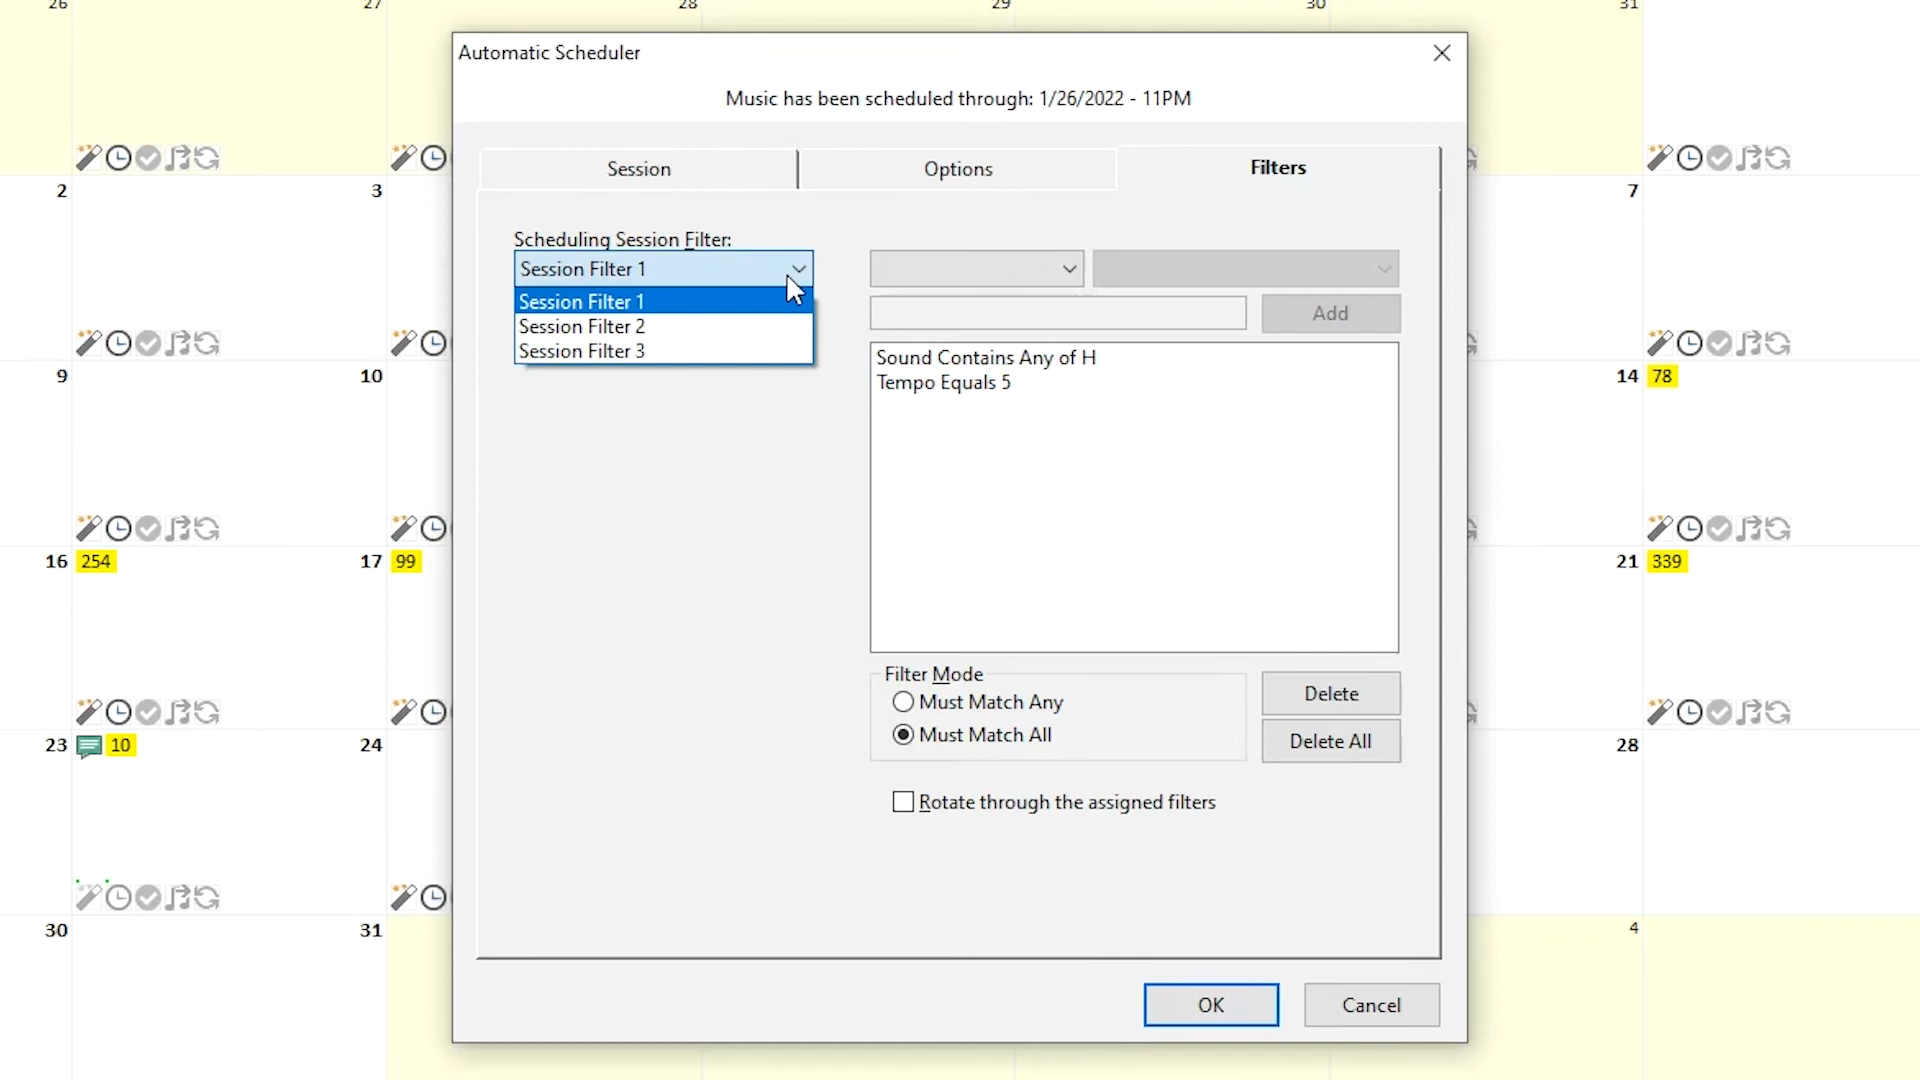 26
27
28
29
30
31
Automatic Scheduler
Music has been scheduled through: 1/26/2022 - 11PM
Session
Options
Filters
2
3
7
Scheduling Session Filter:
Session Filter 1
Session Filter 1
Session Filter 2
Session Filter 3
Add
Sound Contains Any of H
Tempo Equals 5
9
10
14 78
16 254
17 99
21 339
Filter Mode
Must Match Any
Must Match All
Delete
Delete All
23 10
24
28
Rotate through the assigned filters
30
31
4
OK
Cancel